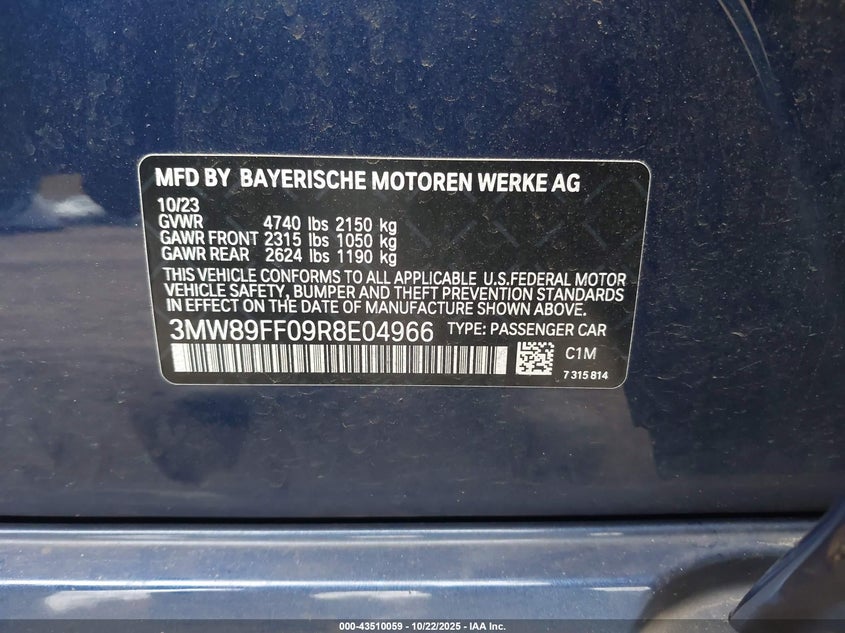 MFD BY BAYERISCHE MOTOREN WERKE AG
10/23
GVWR 4740 lbs 2150 kg
GAWR FRONT 2315 lbs 1050 kg
GAWR REAR 2624 lbs 1190 kg
THIS VEHICLE CONFORMS TO ALL APPLICABLE U.S.FEDERAL MOTOR
VEHICLE SAFETY, BUMPER AND THEFT PREVENTION STANDARDS
IN EFFECT ON THE DATE OF MANUFACTURE SHOWN ABOVE.
3MW89FF09R8E04966 TYPE: PASSENGER CAR
C1M
7 315 814
000-43510059 - 10/22/2025 - IAA Inc.